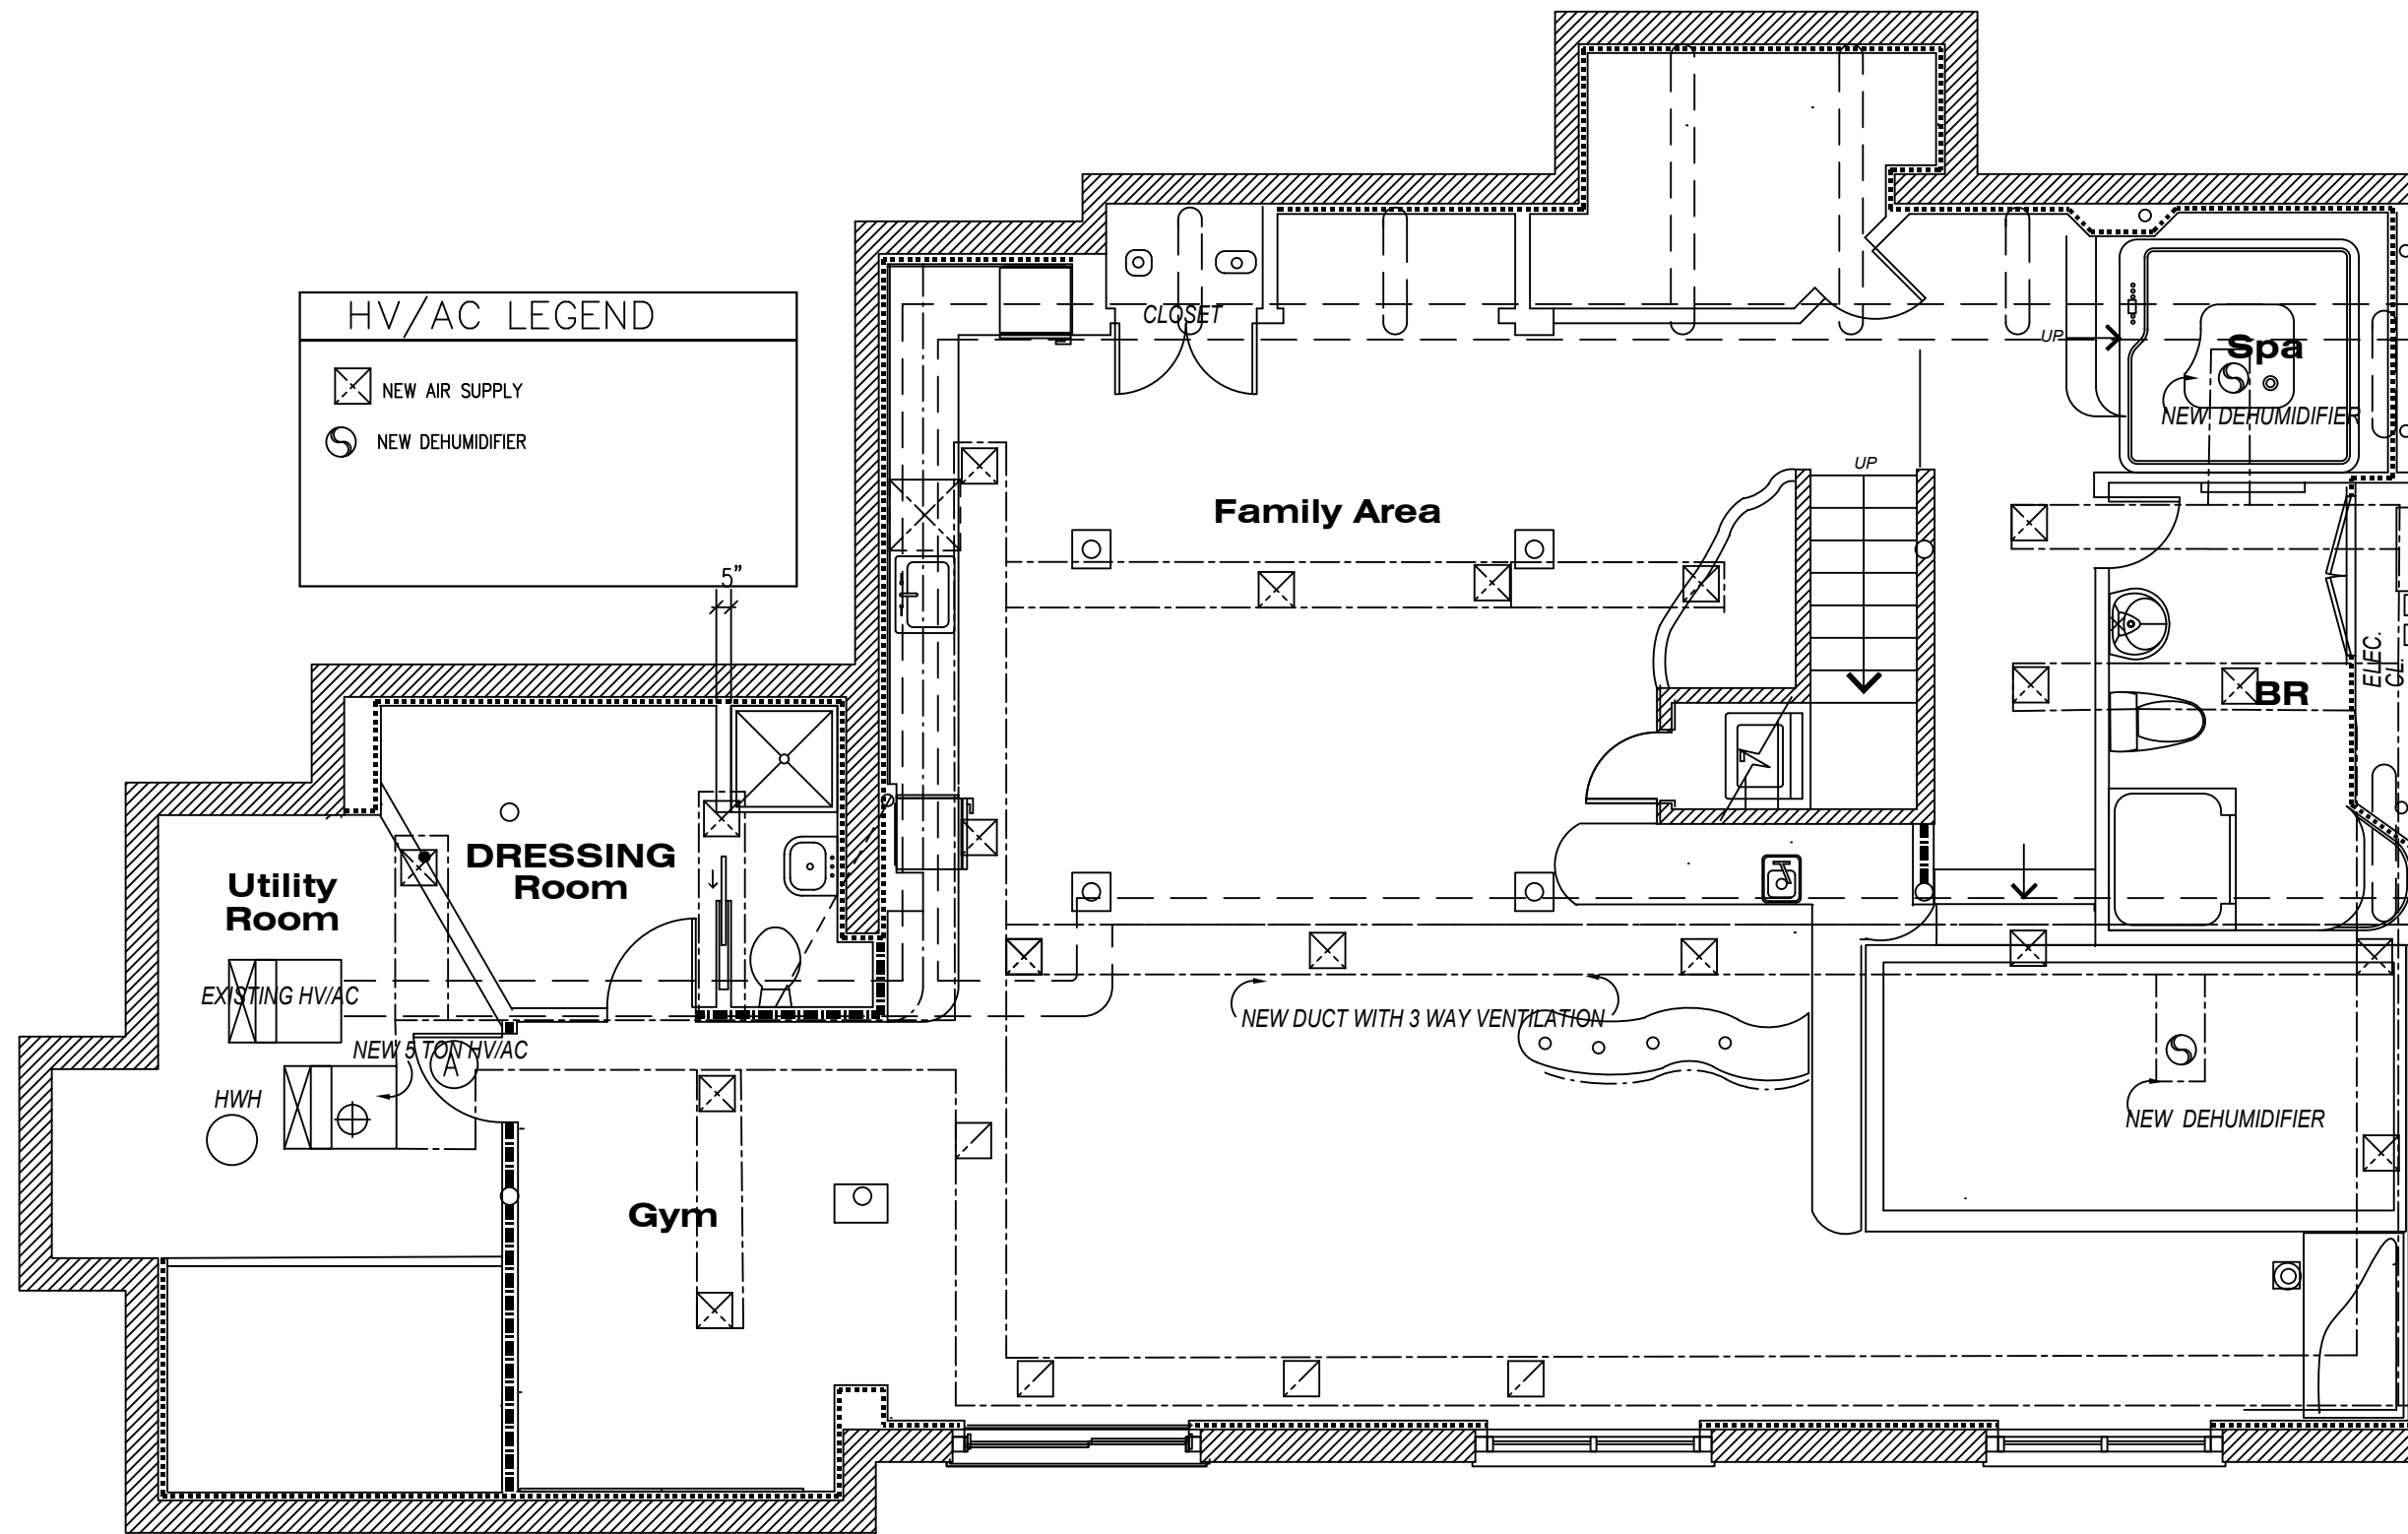 HV/AC LEGEND
NEW AIR SUPPLY
NEW DEHUMIDIFIER
5”
CLOSET
UP
Spa
NEW DEHUMIDIFIER
UP
Family Area
ELEC.
CL.
BR
DRESSING
Room
Utility
Room
EXISTING HV/AC
NEW DUCT WITH 3 WAY VENTILATION
NEW 5 TON HV/AC
A
HWH
NEW DEHUMIDIFIER
Gym